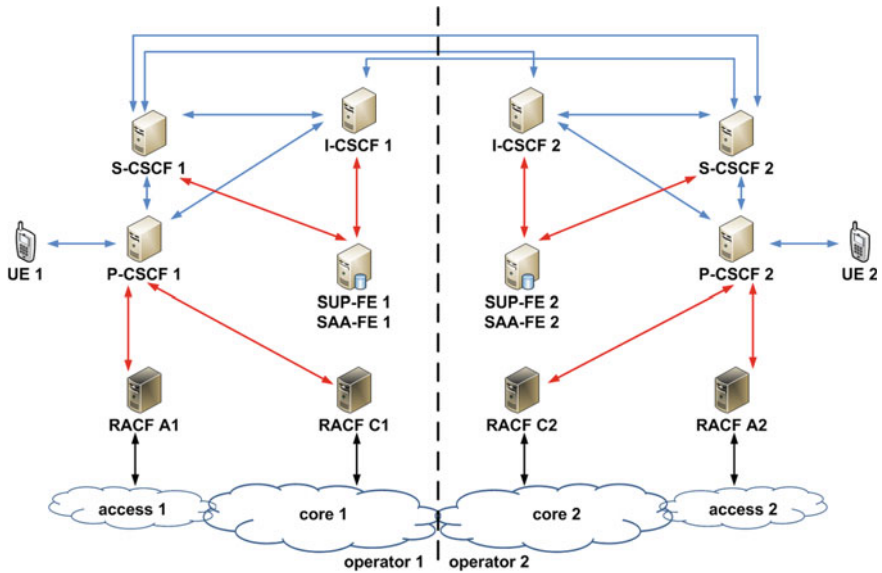 S-CSCF 1
I-CSCF 1
I-CSCF 2
S-CSCF 2
UE 1
P-CSCF 1
SUP-FE 1
SAA-FE 1
SUP-FE 2
SAA-FE 2
P-CSCF 2
UE 2
RACF A1
RACF C1
RACF C2
RACF A2
access 1
core 1
core 2
access 2
operator 1
operator 2